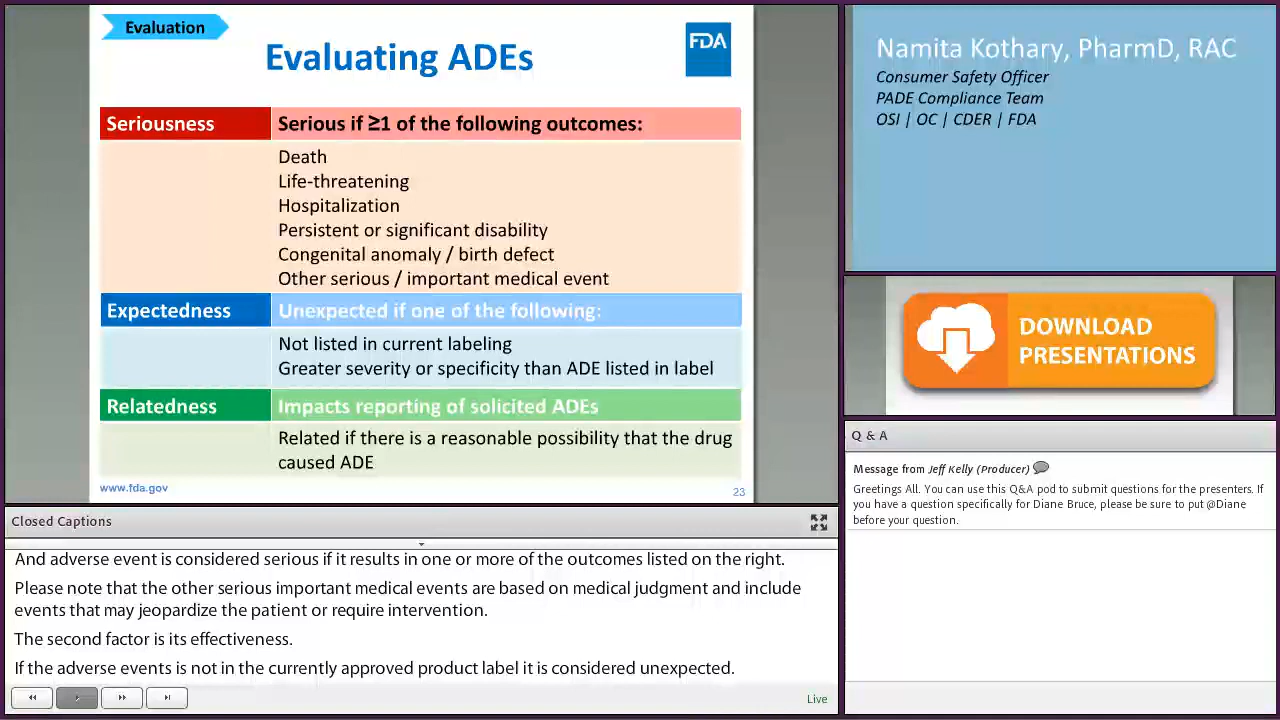 Evaluation
Evaluating ADEs
FDA
Seriousness
Serious if ≥1 of the following outcomes:
Death
Life-threatening
Hospitalization
Persistent or significant disability
Congenital anomaly / birth defect
Other serious / important medical event
Expectedness
Unexpected if one of the following:
Not listed in current labeling
Greater severity or specificity than ADE listed in label
Relatedness
Impacts reporting of solicited ADEs
Related if there is a reasonable possibility that the drug
caused ADE
www.fda.gov
23
Namita Kothary, PharmD, RAC
Consumer Safety Officer
PADE Compliance Team
OSI | OC | CDER | FDA
DOWNLOAD
PRESENTATIONS
Q & A
Message from Jeff Kelly (Producer)
Greetings All. You can use this Q&A pod to submit questions for the presenters. If
you have a question specifically for Diane Bruce, please be sure to put @Diane
before your question.
Closed Captions
And adverse event is considered serious if it results in one or more of the outcomes listed on the right.
Please note that the other serious important medical events are based on medical judgment and include
events that may jeopardize the patient or require intervention.
The second factor is its effectiveness.
If the adverse events is not in the currently approved product label it is considered unexpected.
Live